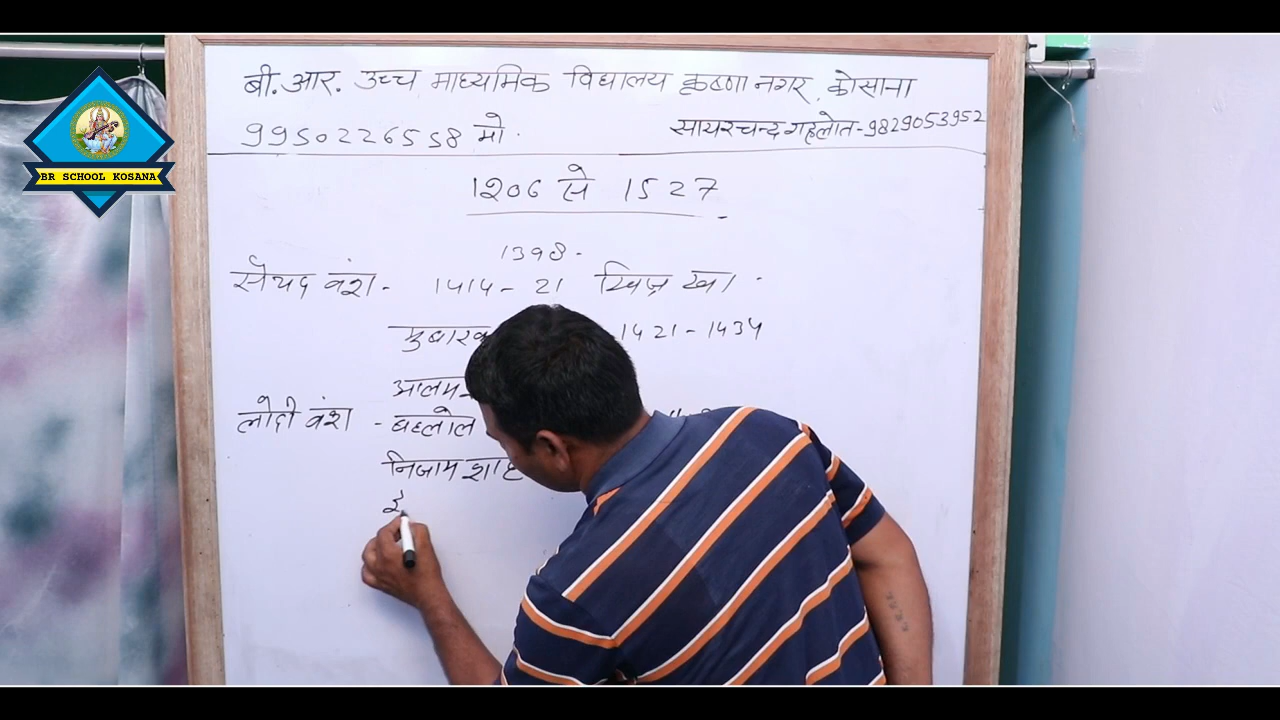 बी.आर. उच्च माध्यमिक विधालय कृष्णा नगर, कोसाना
9950226558 मो.
सायरचन्द गहलोत-9829053952
BR SCHOOL KOSANA
1206 से 1527
1398-
सैयद वंश - 1414 - 21 खिज्र खा
मुबारक 1421 - 1434
आलम
लोदी वंश - बहलोल
निजाम शाह